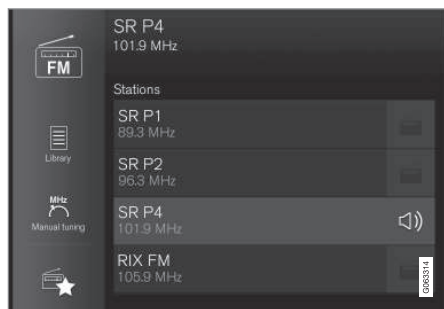 FM
Library
MHz
Manual tuning
SR P4
101.9 MHz
Stations
SR P1
89.3 MHz
SR P2
96.3 MHz
SR P4
101.9 MHz
RIX FM
105.9 MHz
G063314